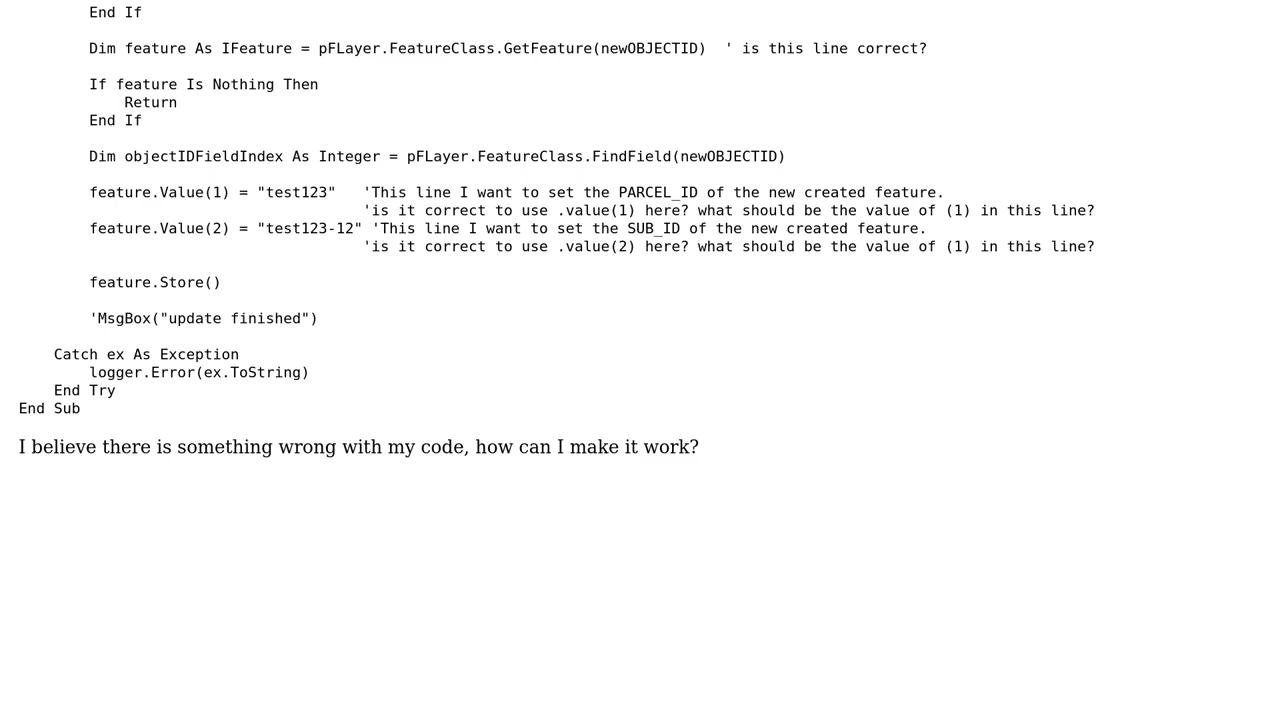 End If
Dim feature As IFeature = pFLayer.FeatureClass.GetFeature(newOBJECTID)  ' is this line correct?
If feature Is Nothing Then
Return
End If
Dim objectIDFieldIndex As Integer = pFLayer.FeatureClass.FindField(newOBJECTID)
feature.Value(1) = "test123"   'This line I want to set the PARCEL_ID of the new created feature.
'is it correct to use .value(1) here? what should be the value of (1) in this line?
feature.Value(2) = "test123-12" 'This line I want to set the SUB_ID of the new created feature.
'is it correct to use .value(2) here? what should be the value of (1) in this line?
feature.Store()
'MsgBox("update finished")
Catch ex As Exception
logger.Error(ex.ToString)
End Try
End Sub
I believe there is something wrong with my code, how can I make it work?